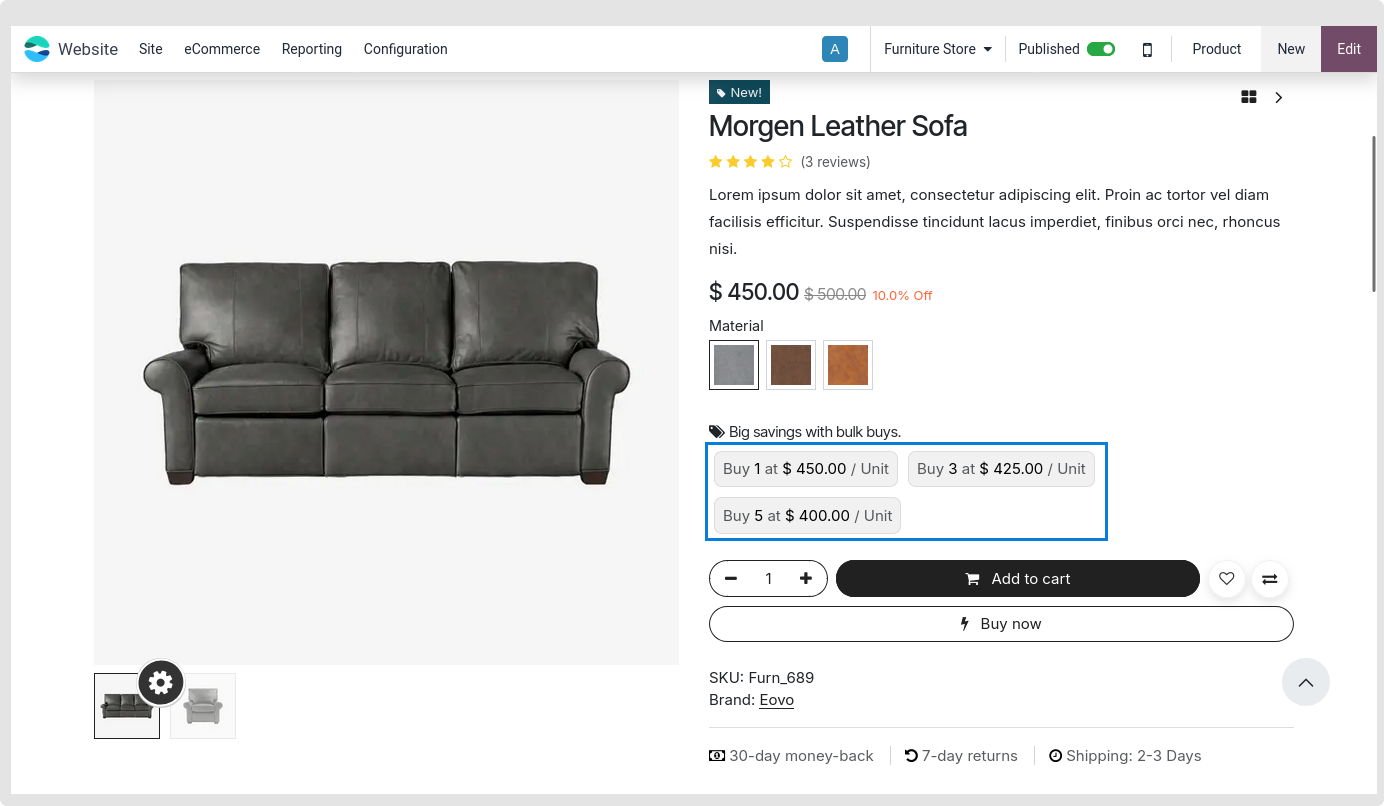 Website Site eCommerce Reporting Configuration A Furniture Store Published Product New Edit
New!
Morgen Leather Sofa
(3 reviews)
Lorem ipsum dolor sit amet, consectetur adipiscing elit. Proin ac tortor vel diam
facilisis efficitur. Suspendisse tincidunt lacus imperdiet, finibus orci nec, rhoncus
nisi.
$ 450.00 $ 500.00 10.0% Off
Material
Big savings with bulk buys.
Buy 1 at $ 450.00 / Unit Buy 3 at $ 425.00 / Unit
Buy 5 at $ 400.00 / Unit
1 Add to cart
Buy now
SKU: Furn_689
Brand: Eovo
30-day money-back 7-day returns Shipping: 2-3 Days